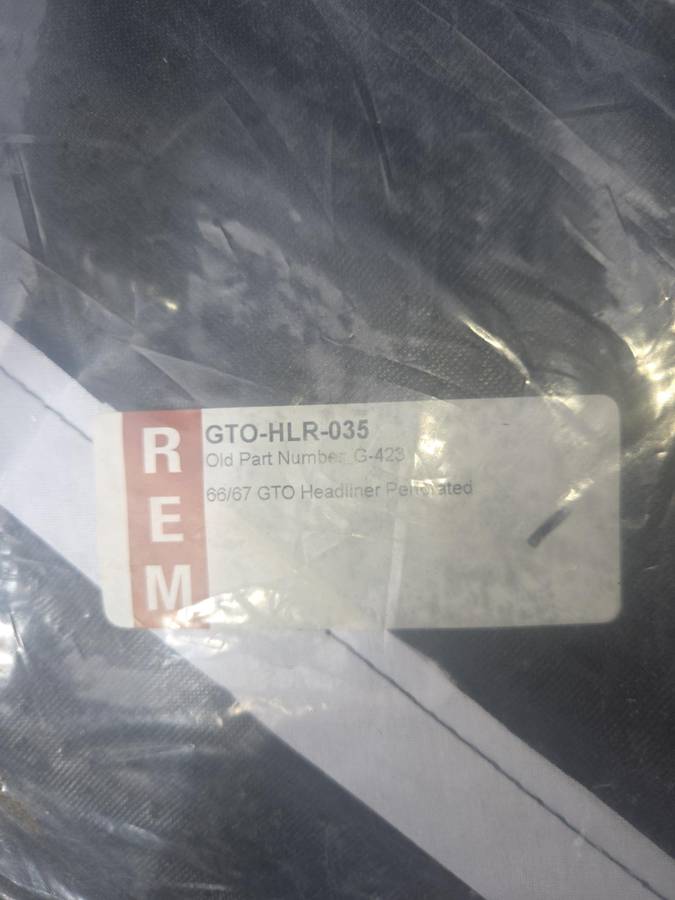 REM
GTO-HLR-035
Old Part Number G-423
66/67 GTO Headliner Perforated